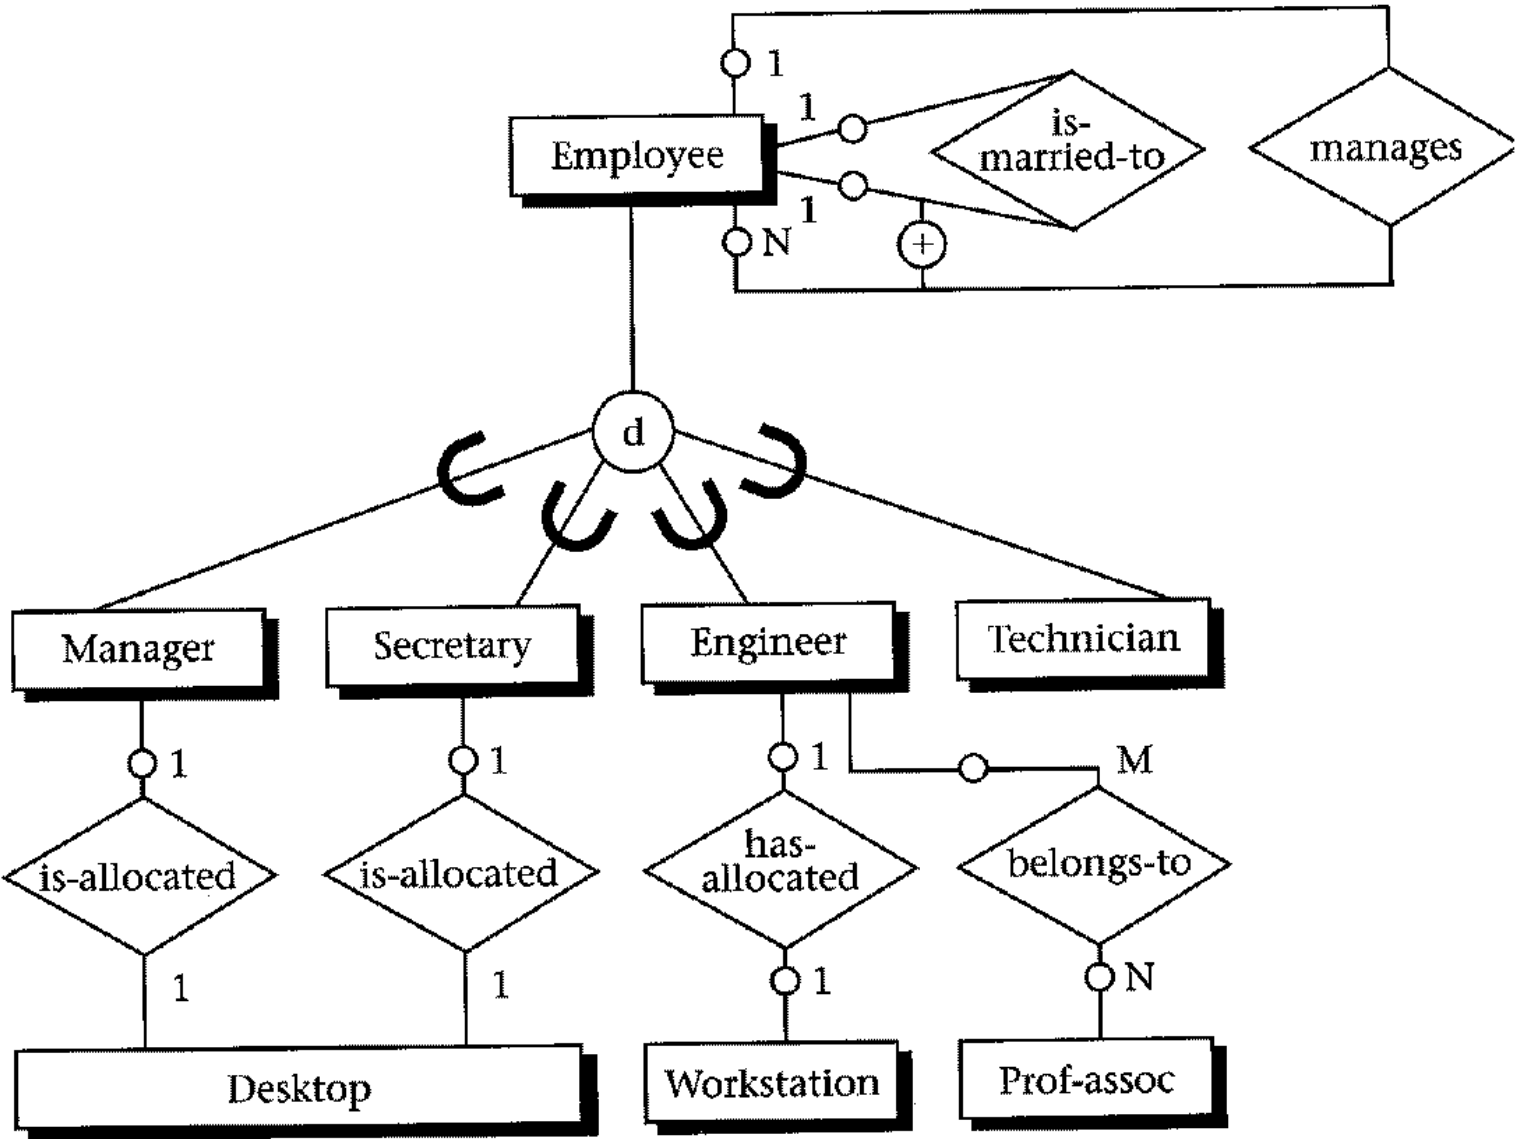 1
1
is-
married-to
manages
Employee
1
N
+
d
Manager
Secretary
Engineer
Technician
1
1
1
M
is-allocated
is-allocated
has-
allocated
belongs-to
1
1
1
N
Desktop
Workstation
Prof-assoc